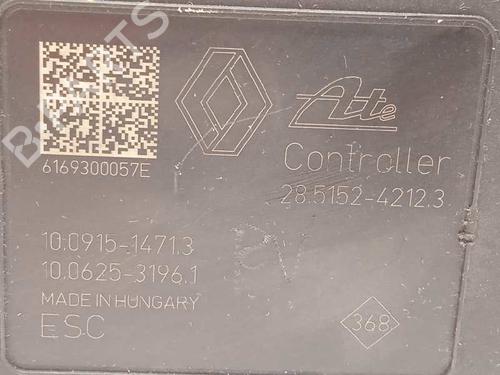 Ate
6169300057E
Controller
28.5152-4212.3
10.0915-1471.3
10.0625-3196.1
MADE IN HUNGARY
ESC
368